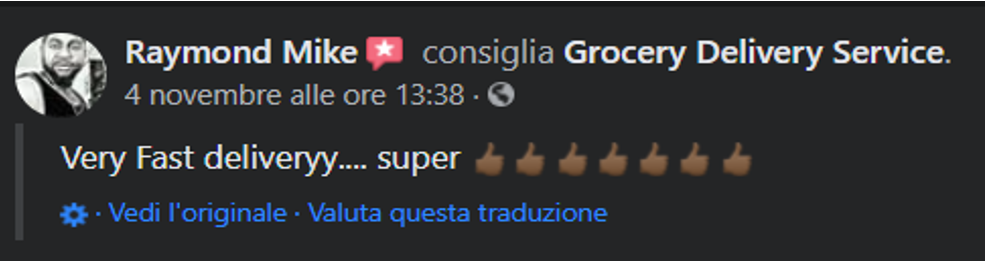 Raymond Mike consiglia Grocery Delivery Service.
4 novembre alle ore 13:38 ·
Very Fast deliveryy.... super 👍🏾👍🏾👍🏾👍🏾👍🏾👍🏾👍🏾
· Vedi l'originale · Valuta questa traduzione